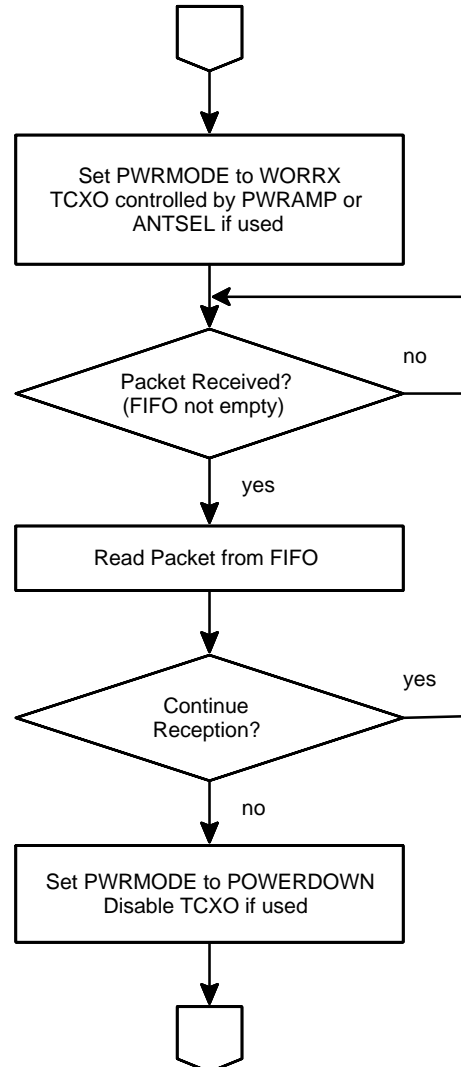 Set PWRMODE to WORRX
TCXO controlled by PWRAMP or
ANTSEL if used
no
Packet Received?
(FIFO not empty)
yes
Read Packet from FIFO
yes
Continue
Reception?
no
Set PWRMODE to POWERDOWN
Disable TCXO if used